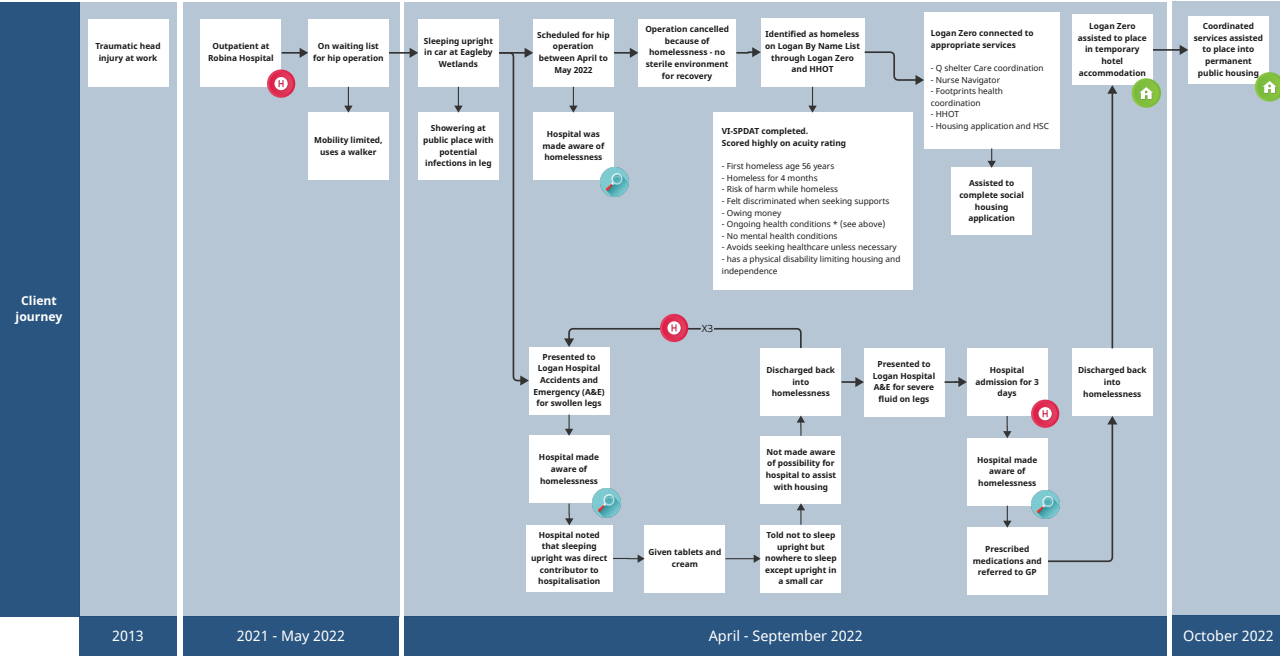 Client
journey
Traumatic head
injury at work
Outpatient at
Robina Hospital
H
On waiting list
for hip operation
Mobility limited,
uses a walker
Sleeping upright
in car at Eagleby
Wetlands
Showering at
public place with
potential
infections in leg
Scheduled for hip
operation
between April to
May 2022
Hospital was
made aware of
homelessness
Operation cancelled
because of
homelessness - no
sterile environment
for recovery
Identified as homeless
on Logan By Name List
through Logan Zero
and HHOT
VI-SPDAT completed.
Scored highly on acuity rating
- First homeless age 56 years
- Homeless for 4 months
- Risk of harm while homeless
- Felt discriminated when seeking supports
- Owing money
- Ongoing health conditions * (see above)
- No mental health conditions
- Avoids seeking healthcare unless necessary
- has a physical disability limiting housing and
independence
Logan Zero connected to
appropriate services
- Q shelter Care coordination
- Nurse Navigator
- Footprints health
coordination
- HHOT
- Housing application and HSC
Assisted to
complete social
housing
application
Logan Zero
assisted to place
in temporary
hotel
accommodation
Coordinated
services assisted
to place into
permanent
public housing
H
X3
Presented to
Logan Hospital
Accidents and
Emergency (A&E)
for swollen legs
Hospital made
aware of
homelessness
Hospital noted
that sleeping
upright was direct
contributor to
hospitalisation
Given tablets and
cream
Told not to sleep
upright but
nowhere to sleep
except upright in
a small car
Not made aware
of possibility for
hospital to assist
with housing
Discharged back
into
homelessness
Presented to
Logan Hospital
A&E for severe
fluid on legs
Hospital
admission for 3
days
H
Hospital made
aware of
homelessness
Prescribed
medications and
referred to GP
Discharged back
into
homelessness
2013
2021 - May 2022
April - September 2022
October 2022